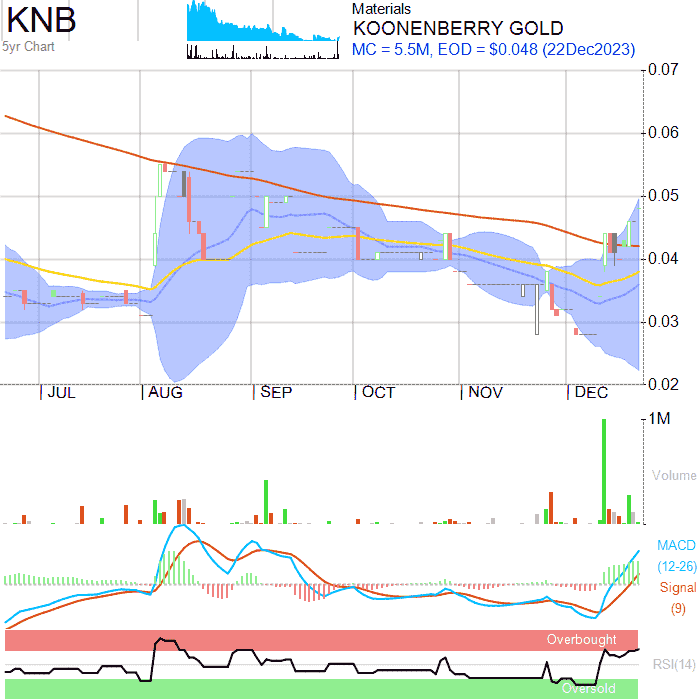 KNB
5yr Chart
Materials
KOONENBERRY GOLD
MC = 5.5M, EOD = $0.048 (22Dec2023)
0.07
0.06
0.05
0.04
0.03
0.02
JUL AUG SEP OCT NOV DEC
1M
Volume
MACD
(12-26)
Signal
(9)
Overbought
RSI(14)
Oversold